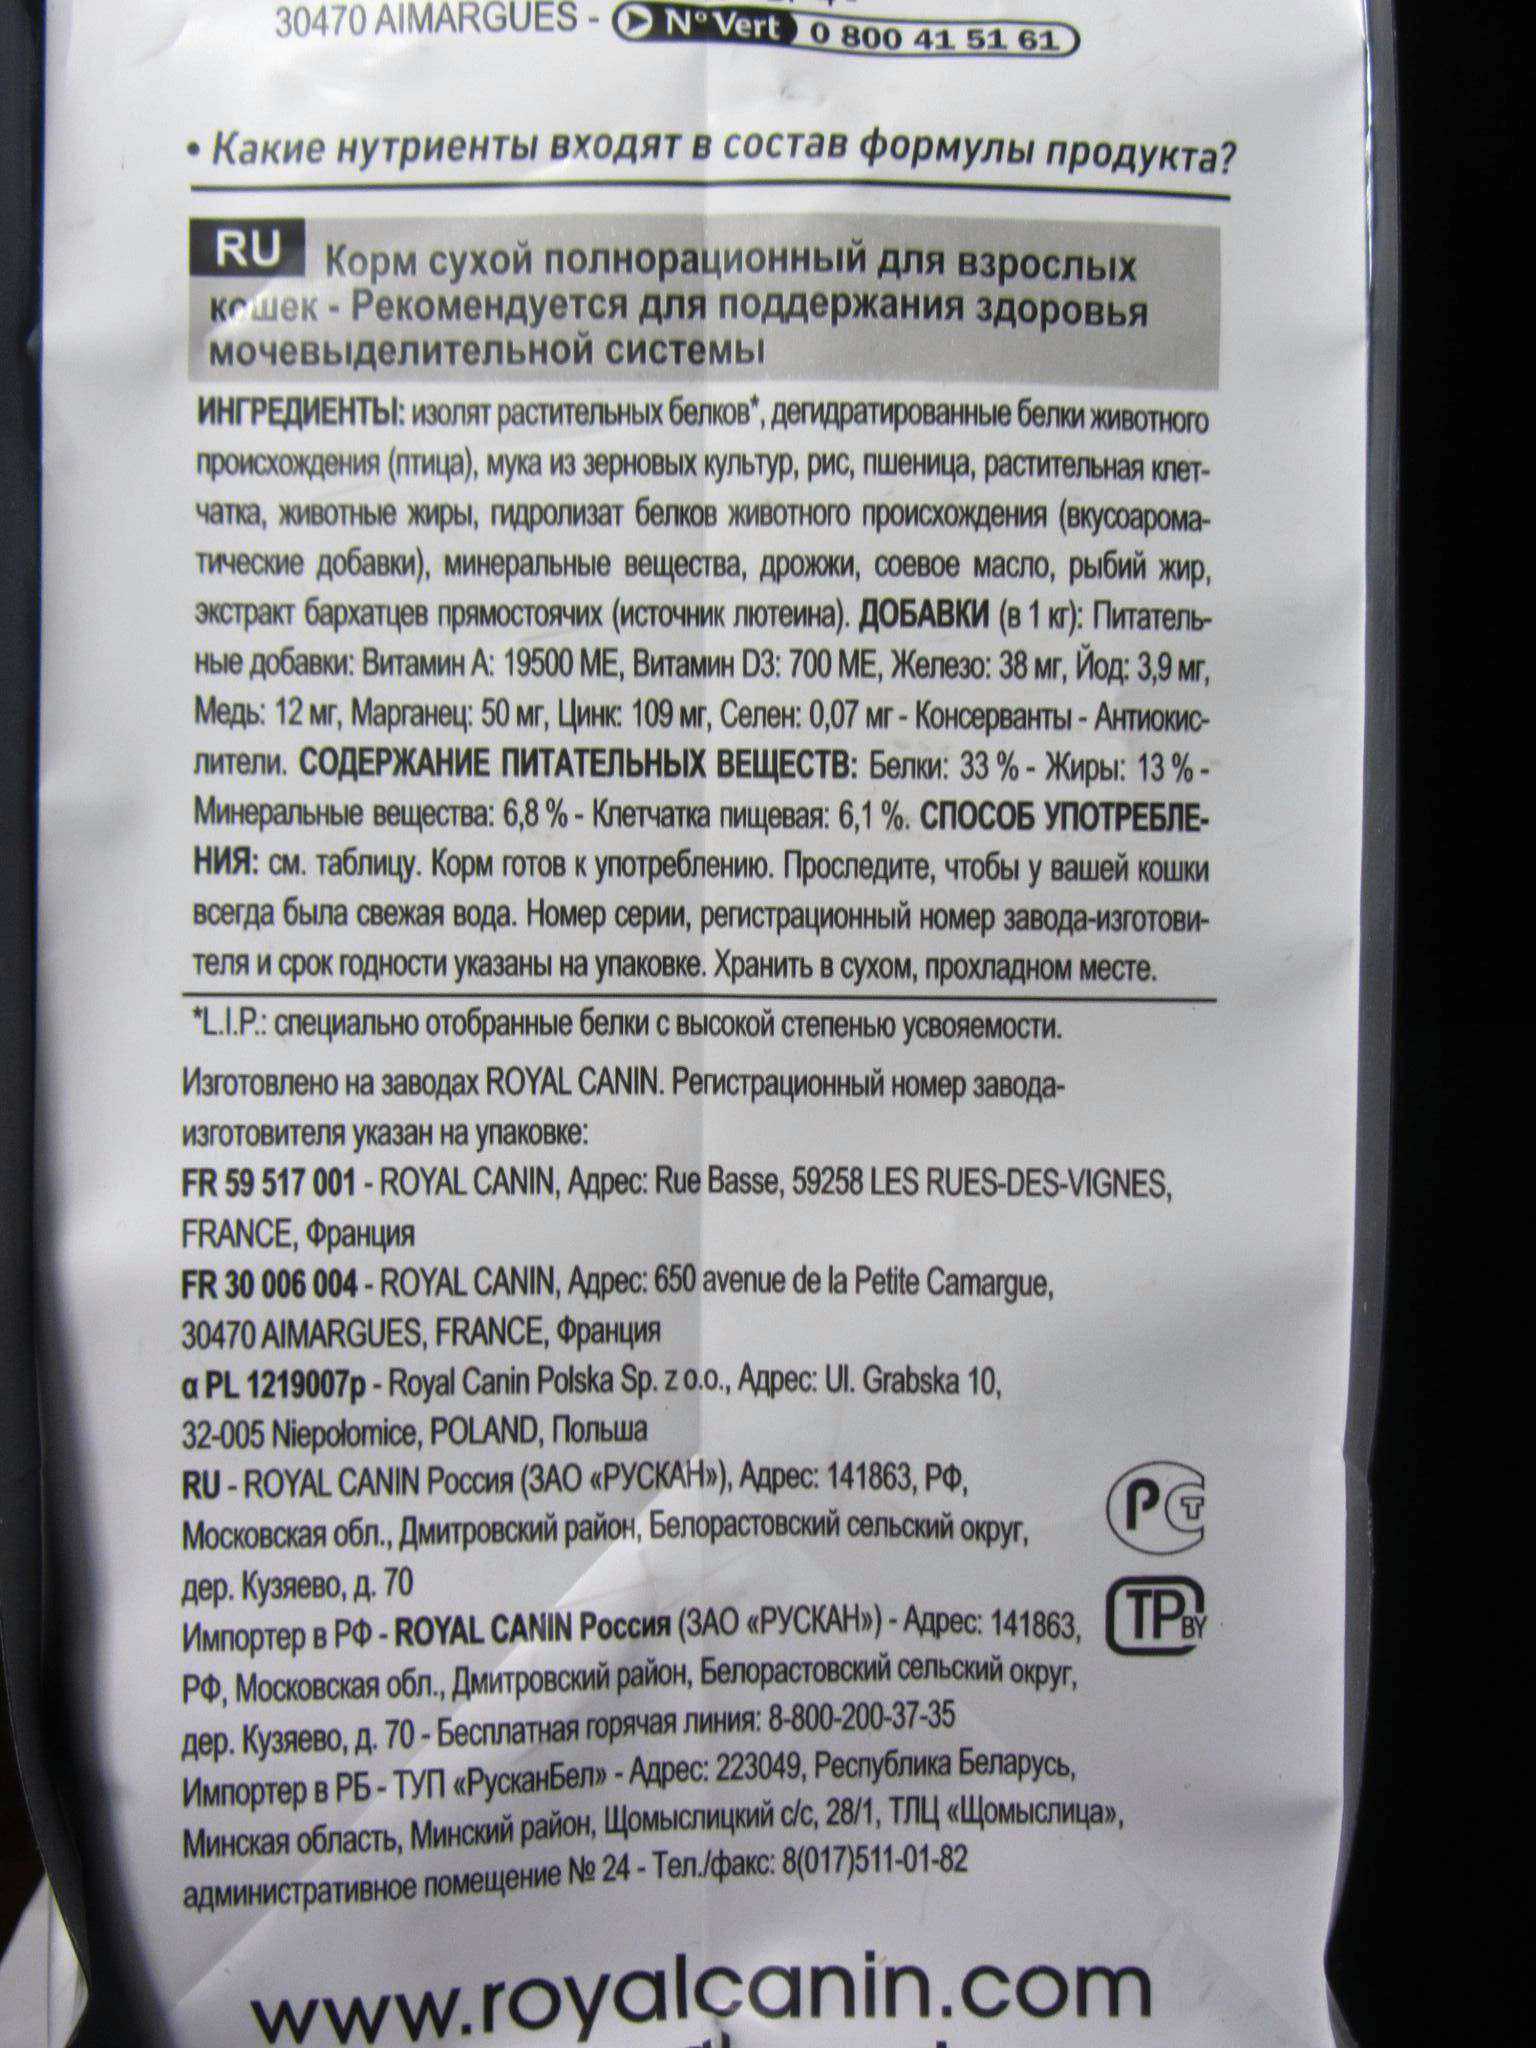 30470 AIMARGUES - N° Vert 0 800 41 51 61
• Какие нутриенты входят в состав формулы продукта?
RU Корм сухой полнорационный для взрослых
кошек - Рекомендуется для поддержания здоровья
мочевыделительной системы
ИНГРЕДИЕНТЫ: изолят растительных белков*, дегидратированные белки животного
происхождения (птица), мука из зерновых культур, рис, пшеница, растительная клет-
чатка, животные жиры, гидролизат белков животного происхождения (вкусоарома-
тические добавки), минеральные вещества, дрожжи, соевое масло, рыбий жир,
экстракт бархатцев прямостоячих (источник лютеина). ДОБАВКИ (в 1 кг): Питатель-
ные добавки: Витамин А: 19500 МЕ, Витамин D3: 700 МЕ, Железо: 38 мг, Йод: 3,9 мг,
Медь: 12 мг, Марганец: 50 мг, Цинк: 109 мг, Селен: 0,07 мг - Консерванты - Антиокис-
лители. СОДЕРЖАНИЕ ПИТАТЕЛЬНЫХ ВЕЩЕСТВ: Белки: 33 % - Жиры: 13 % -
Минеральные вещества: 6,8 % - Клетчатка пищевая: 6,1 %. СПОСОБ УПОТРЕБЛЕ-
НИЯ: см. таблицу. Корм готов к употреблению. Проследите, чтобы у вашей кошки
всегда была свежая вода. Номер серии, регистрационный номер завода-изготови-
теля и срок годности указаны на упаковке. Хранить в сухом, прохладном месте.
*L.I.P.: специально отобранные белки с высокой степенью усвояемости.
Изготовлено на заводах ROYAL CANIN. Регистрационный номер завода-
изготовителя указан на упаковке:
FR 59 517 001 - ROYAL CANIN, Адрес: Rue Basse, 59258 LES RUES-DES-VIGNES,
FRANCE, Франция
FR 30 006 004 - ROYAL CANIN, Адрес: 650 avenue de la Petite Camargue,
30470 AIMARGUES, FRANCE, Франция
α PL 1219007p - Royal Canin Polska Sp. z o.o., Адрес: Ul. Grabska 10,
32-005 Niepołomice, POLAND, Польша
RU - ROYAL CANIN Россия (ЗАО «РУСКАН»), Адрес: 141863, РФ,
Московская обл., Дмитровский район, Белорастовский сельский округ,
дер. Кузяево, д. 70
Импортер в РФ - ROYAL CANIN Россия (ЗАО «РУСКАН») - Адрес: 141863,
РФ, Московская обл., Дмитровский район, Белорастовский сельский округ,
дер. Кузяево, д. 70 - Бесплатная горячая линия: 8-800-200-37-35
Импортер в РБ - ТУП «РусканБел» - Адрес: 223049, Республика Беларусь,
Минская область, Минский район, Щомыслицкий с/с, 28/1, ТЛЦ «Щомыслица»,
административное помещение № 24 - Тел./факс: 8(017)511-01-82
РСТ
TP BY
www.royalcanin.com